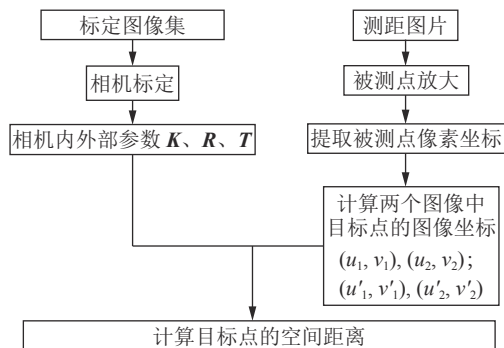 标定图像集
相机标定
相机内外部参数 K、R、T
测距图片
被测点放大
提取被测点像素坐标
计算两个图像中
目标点的图像坐标
(u₁, v₁), (u₂, v₂);
(u'₁, v'₁), (u'₂, v'₂)
计算目标点的空间距离